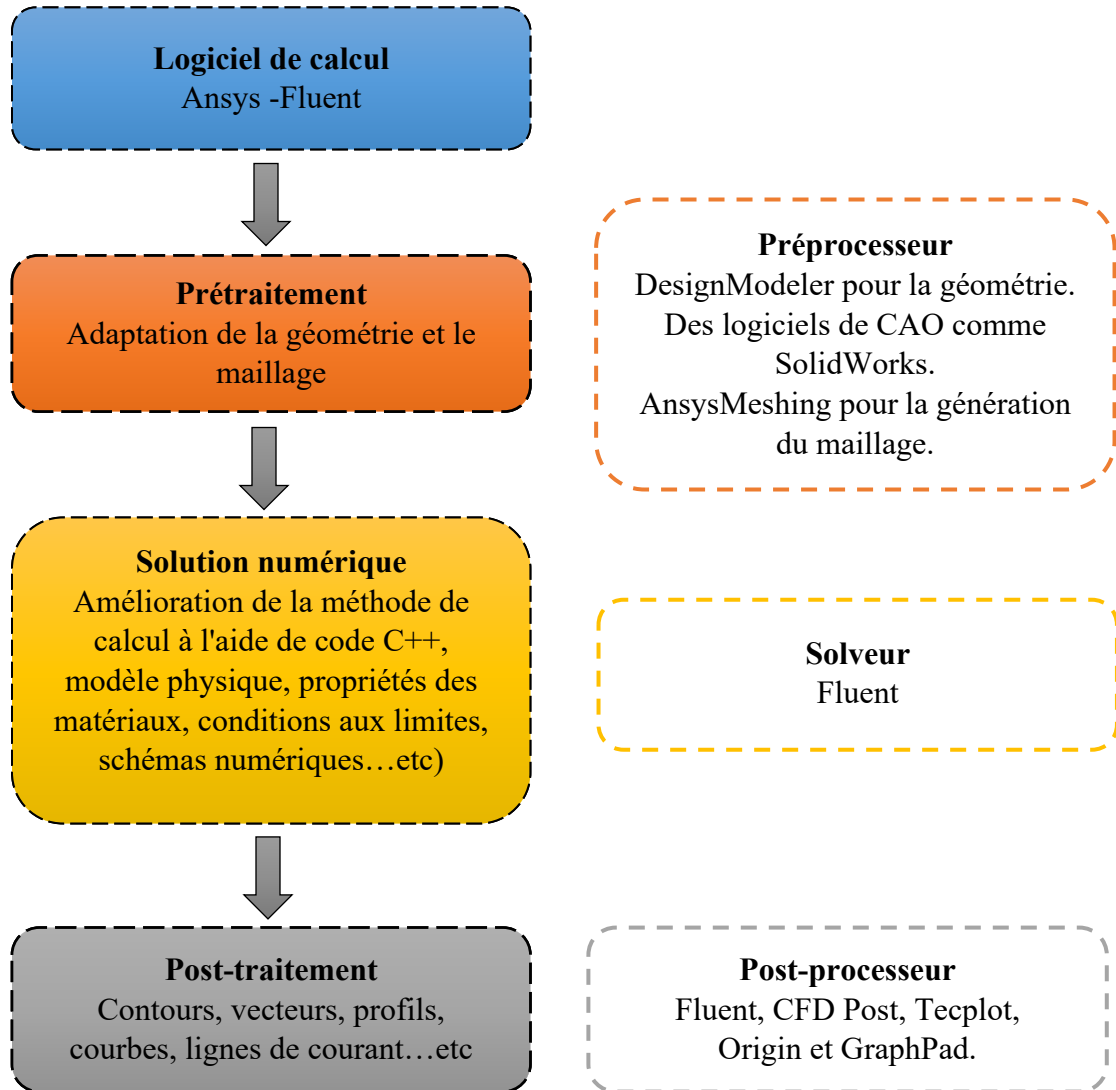 Logiciel de calcul
Ansys -Fluent
Prétraitement
Adaptation de la géométrie et le
maillage
Préprocesseur
DesignModeler pour la géométrie.
Des logiciels de CAO comme
SolidWorks.
AnsysMeshing pour la génération
du maillage.
Solution numérique
Amélioration de la méthode de
calcul à l'aide de code C++,
modèle physique, propriétés des
matériaux, conditions aux limites,
schémas numériques…etc)
Solveur
Fluent
Post-traitement
Contours, vecteurs, profils,
courbes, lignes de courant…etc
Post-processeur
Fluent, CFD Post, Tecplot,
Origin et GraphPad.